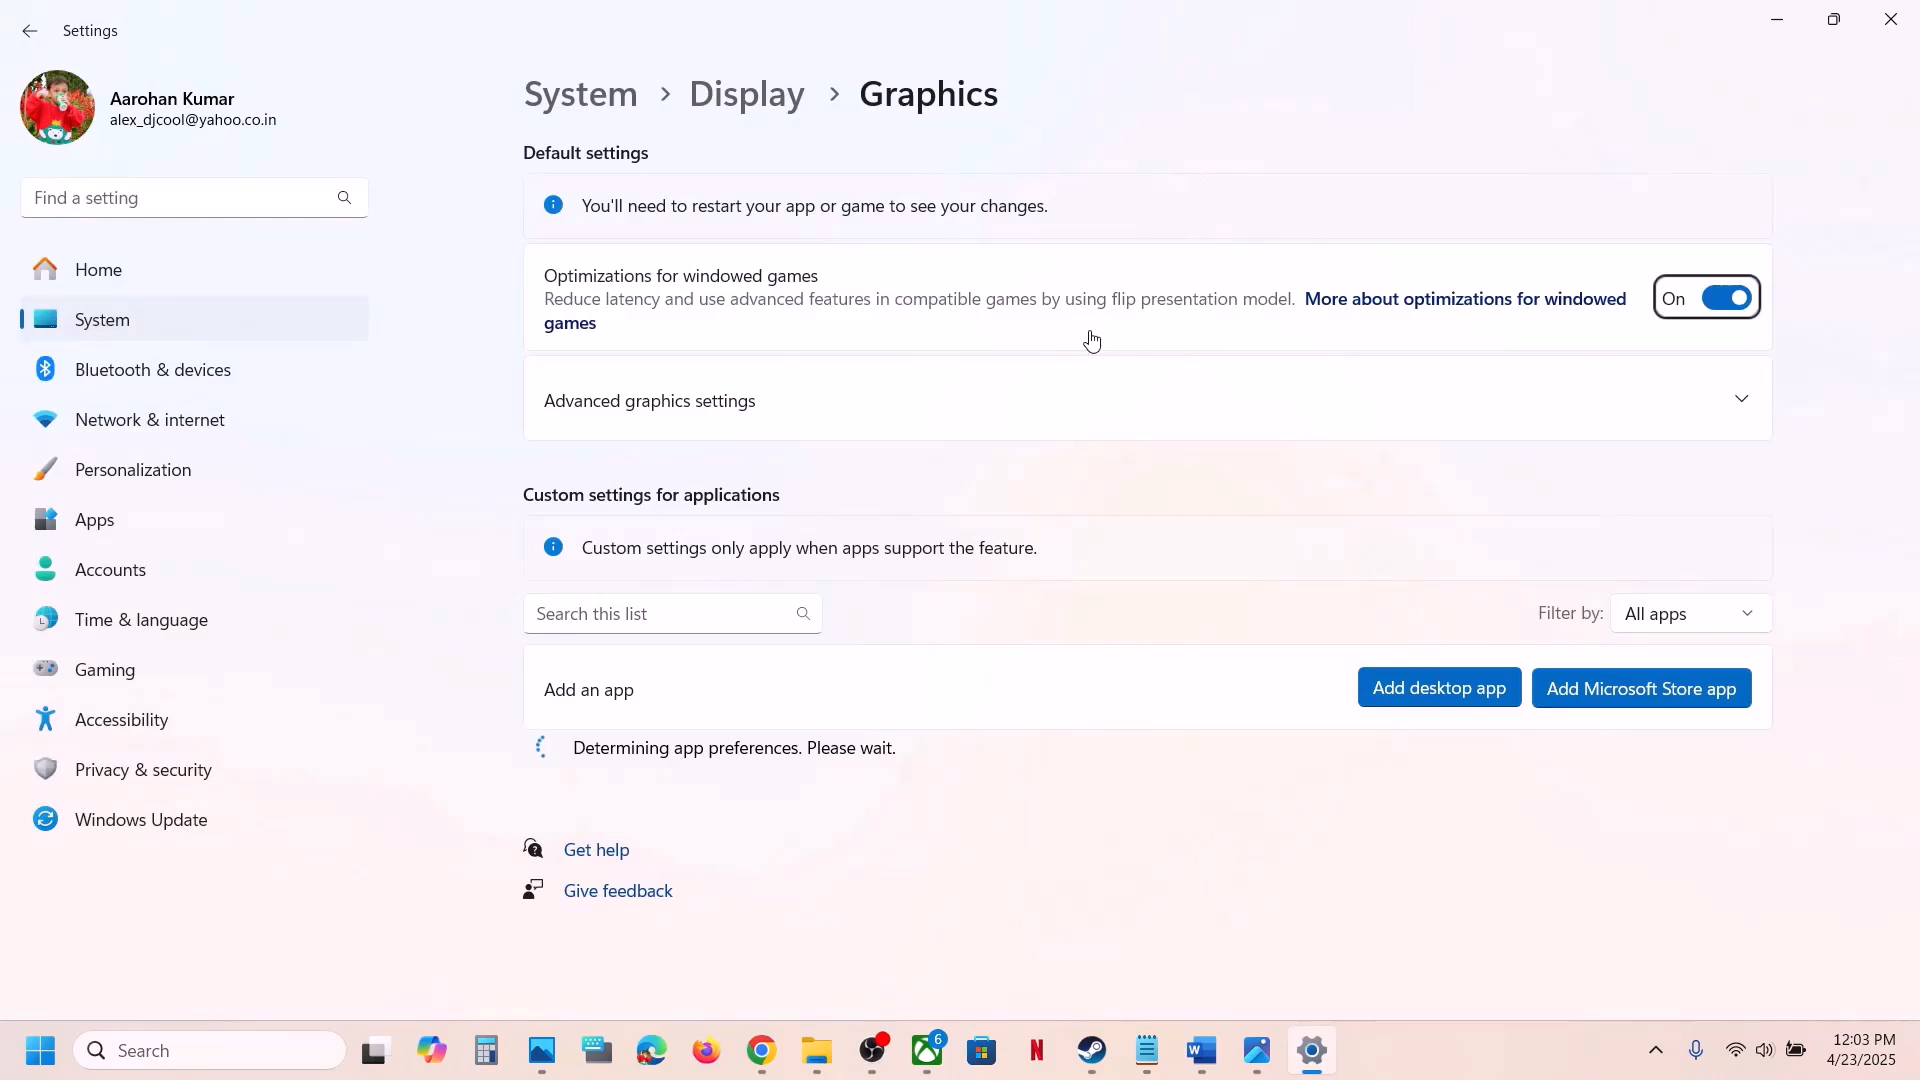 Settings
Aarohan Kumar
alex_djcool@yahoo.co.in
Find a setting
Home
System
Bluetooth & devices
Network & internet
Personalization
Apps
Accounts
Time & language
Gaming
Accessibility
Privacy & security
Windows Update
System > Display > Graphics
Default settings
You'll need to restart your app or game to see your changes.
Optimizations for windowed games
Reduce latency and use advanced features in compatible games by using flip presentation model. More about optimizations for windowed
games
On
Advanced graphics settings
Custom settings for applications
Custom settings only apply when apps support the feature.
Search this list
Filter by: All apps
Add an app
Add desktop app
Add Microsoft Store app
Determining app preferences. Please wait.
Get help
Give feedback
Search
6
12:03 PM
4/23/2025